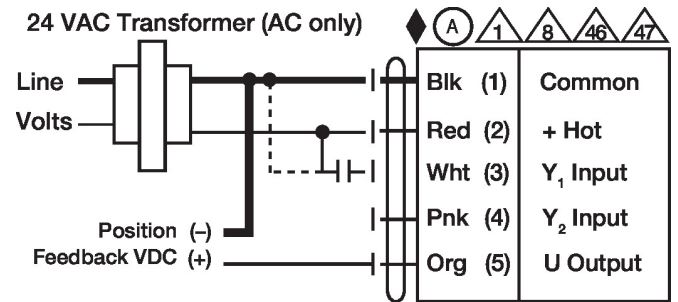 24 VAC Transformer (AC only)
A 1 8 46 47
Line
Volts
Blk (1) Common
Red (2) + Hot
Wht (3) Y1 Input
Pnk (4) Y2 Input
Org (5) U Output
Position (–)
Feedback VDC (+)